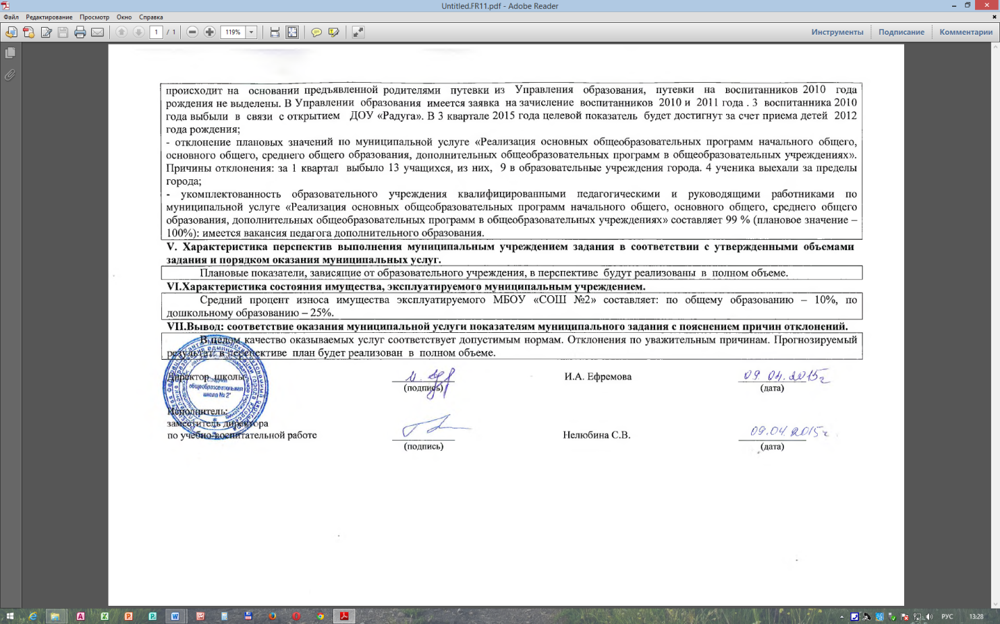 Untitled.FR11.pdf - Adobe Reader
Файл Редактирование Просмотр Окно Справка
1 / 1 119% Инструменты Подписание Комментарии
происходит на основании предъявленной родителями путевки из Управления образования, путевки на воспитанников 2010 года
рождения не выделены. В Управлении образования имеется заявка на зачисление воспитанников 2010 и 2011 года . 3 воспитанника 2010
года выбыли в связи с открытием ДОУ «Радуга». В 3 квартале 2015 года целевой показатель будет достигнут за счет приема детей 2012
года рождения;
- отклонение плановых значений по муниципальной услуге «Реализация основных общеобразовательных программ начального общего,
основного общего, среднего общего образования, дополнительных общеобразовательных программ в общеобразовательных учреждениях».
Причины отклонения: за 1 квартал выбыло 13 учащихся, из них, 9 в образовательные учреждения города. 4 ученика выехали за пределы
города;
- укомплектованность образовательного учреждения квалифицированными педагогическими и руководящими работниками по
муниципальной услуге «Реализация основных общеобразовательных программ начального общего, основного общего, среднего общего
образования, дополнительных общеобразовательных программ в общеобразовательных учреждениях» составляет 99 % (плановое значение –
100%): имеется вакансия педагога дополнительного образования.
V. Характеристика перспектив выполнения муниципальным учреждением задания в соответствии с утвержденными объемами
задания и порядком оказания муниципальных услуг.
Плановые показатели, зависящие от образовательного учреждения, в перспективе будут реализованы в полном объеме.
VI.Характеристика состояния имущества, эксплуатируемого муниципальным учреждением.
Средний процент износа имущества эксплуатируемого МБОУ «СОШ №2» составляет: по общему образованию – 10%, по
дошкольному образованию – 25%.
VII.Вывод: соответствие оказания муниципальной услуги показателям муниципального задания с пояснением причин отклонений.
В целом качество оказываемых услуг соответствует допустимым нормам. Отклонения по уважительным причинам. Прогнозируемый
результат: в перспективе план будет реализован в полном объеме.
Директор школы И.А. Ефремова 09.04.2015г
(подпись) (дата)
общеобразовательная
школа № 2"
Исполнитель:
заместитель директора
по учебно-воспитательной работе Нелюбина С.В. 09.04.2015г
(подпись) (дата)
РУС 13:28